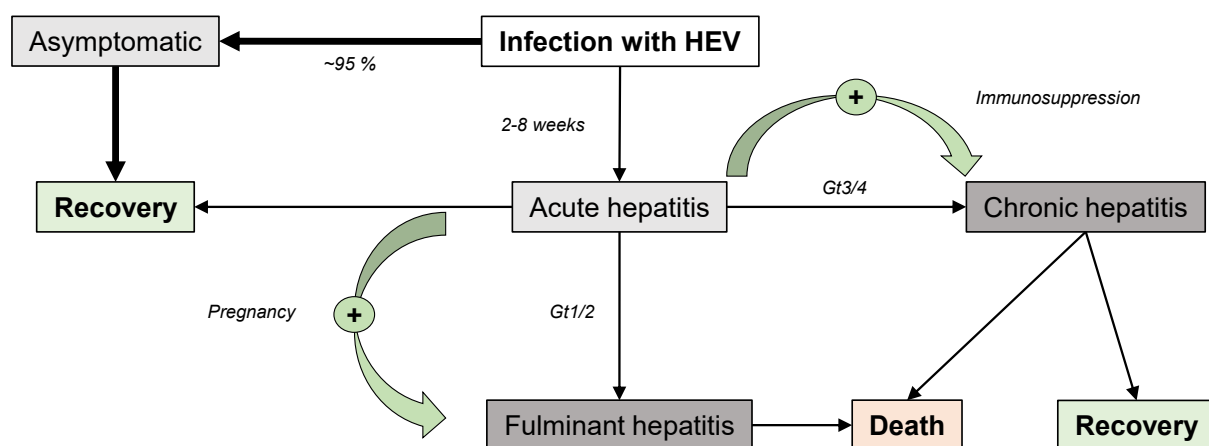 Asymptomatic
Infection with HEV
~95 %
+
Immunosuppression
2-8 weeks
Gt3/4
Recovery
Acute hepatitis
Chronic hepatitis
Pregnancy
+
Gt1/2
Fulminant hepatitis
Death
Recovery